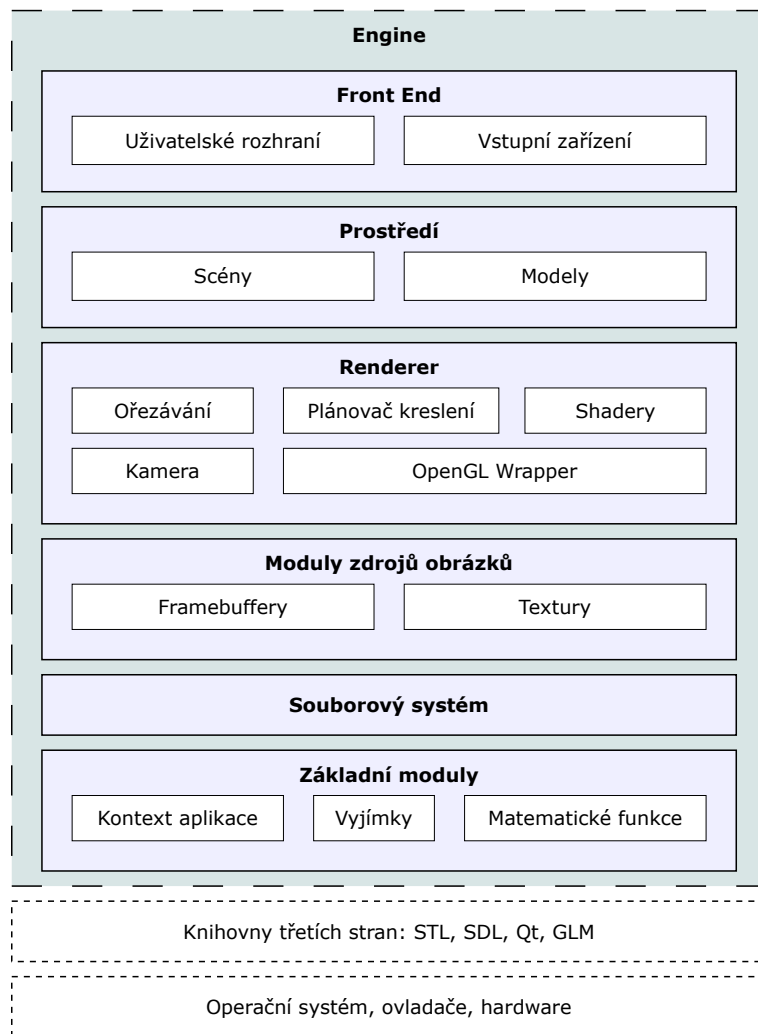 Engine
Front End
Uživatelské rozhraní
Vstupní zařízení
Prostředí
Scény
Modely
Renderer
Ořezávání
Plánovač kreslení
Shadery
Kamera
OpenGL Wrapper
Moduly zdrojů obrázků
Framebuffery
Textury
Souborový systém
Základní moduly
Kontext aplikace
Vyjímky
Matematické funkce
Knihovny třetích stran: STL, SDL, Qt, GLM
Operační systém, ovladače, hardware